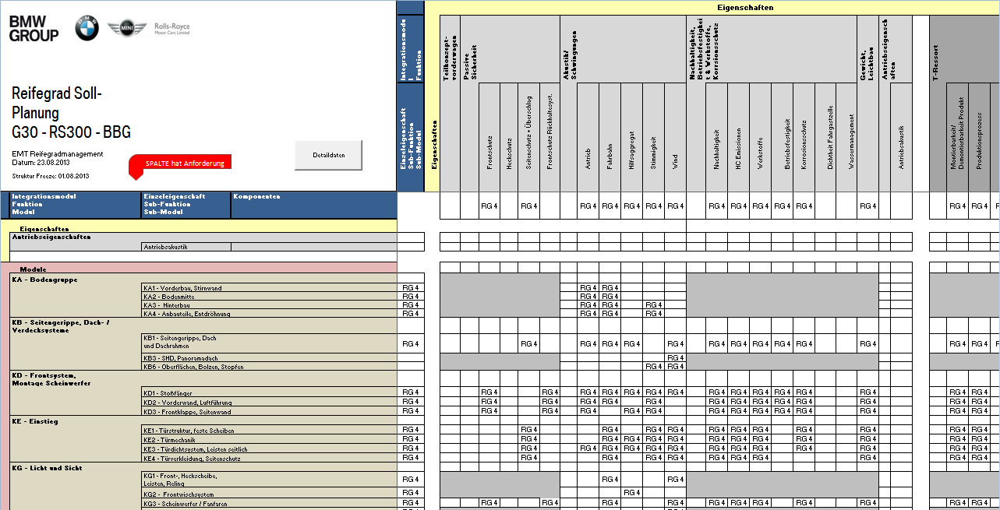 BMW
GROUP
MINI
Rolls-Royce
Motor Cars Limited
Reifegrad Soll-
Planung
G30 - RS300 - BBG
EMT Reifegradmanagement
Datum: 23.08.2013
Struktur Freeze: 01.08.2013
SPALTE hat Anforderung
Detaildaten
Eigenschaften
Integrationsmodu
l
Funktion
Teilkonzept-
vorderwagen
Passive
Sicherheit
Akustik/
Schwingungen
Nachhaltigkeit,
Betriebsfestigkei
t & Werkstoffe,
Korrsionsschutz
Gewicht,
Leichtbau
Antriebseigensch
aften
T-Ressort
Einzeleigenschaft
Sub-Funktion
Sub-Modul
Eigenschaften
Frontschutz
Heckschutz
Seitenschutz + Überschlag
Frontschutz Rückhaltesyst.
Antrieb
Fahrbahn
Hilfsaggregat
Stimmigkeit
Wind
Nachhaltigkeit
HC Emissionen
Werkstoffe
Betriebsfestigkeit
Korrosionsschutz
Dichtheit Fahrgastzelle
Wassermanagement
Antriebsakustik
Montierbarkeit/
Demontierbarkeit Produkt
Produktionsprozess
Integrationsmodul
Funktion
Modul
Einzeleigenschaft
Sub-Funktion
Sub-Modul
Komponenten
RG 4 RG 4 RG 4 RG 4 RG 4 RG 4 RG 4 RG 4 RG 4 RG 4 RG 4 RG 4 RG 4 RG 4 RG 4
Eigenschaften
Antriebseigenschaften
Antriebsakustik
Module
KA - Bodengruppe
KA1 - Vorderbau, Stirnwand RG 4 RG 4 RG 4
KA2 - Bodenmitte RG 4 RG 4 RG 4
KA3 - Hinterbau RG 4 RG 4 RG 4 RG 4
KA4 - Anbauteile, Entdröhnung RG 4 RG 4 RG 4 RG 4
KB - Seitengerippe, Dach- /
Verdecksysteme
KB1 - Seitengerippe, Dach
und Dachrahmen RG 4 RG 4 RG 4 RG 4 RG 4 RG 4 RG 4 RG 4 RG 4 RG 4 RG 4 RG 4 RG 4 RG 4
KB3 - SHD, Panoramadach RG 4
KB6 - Oberflächen, Bolzen, Stopfen RG 4 RG 4
KD - Frontsystem,
Montage Scheinwerfer
KD1 - Stoßfänger RG 4 RG 4 RG 4 RG 4 RG 4 RG 4 RG 4 RG 4 RG 4 RG 4 RG 4 RG 4 RG 4 RG 4 RG 4 RG 4
KD2 - Vorderwand, Luftführung RG 4 RG 4 RG 4 RG 4 RG 4 RG 4 RG 4 RG 4 RG 4 RG 4 RG 4 RG 4 RG 4 RG 4
KD3 - Frontklappe, Seitenwand RG 4 RG 4 RG 4 RG 4 RG 4 RG 4 RG 4 RG 4 RG 4 RG 4 RG 4 RG 4 RG 4
KE - Einstieg
KE1 - Türstruktur, feste Scheiben RG 4 RG 4 RG 4 RG 4 RG 4 RG 4 RG 4 RG 4 RG 4 RG 4 RG 4 RG 4
KE2 - Türmechanik RG 4 RG 4 RG 4 RG 4 RG 4 RG 4 RG 4 RG 4 RG 4 RG 4 RG 4 RG 4 RG 4
KE3 - Türdichtsystem, Leisten seitlich RG 4 RG 4 RG 4 RG 4 RG 4 RG 4 RG 4 RG 4 RG 4 RG 4 RG 4 RG 4 RG 4 RG 4
KE4 - Türverkleidung, Seitenschutz RG 4 RG 4 RG 4 RG 4 RG 4 RG 4 RG 4 RG 4 RG 4 RG 4 RG 4
KG - Licht und Sicht
KG1 - Front-, Heckscheibe,
Leisten, Reling RG 4 RG 4 RG 4
KG2 - Frontwischsystem RG 4 RG 4
KG3 - Scheinwerfer / Fanfaren RG 4 RG 4 RG 4 RG 4 RG 4 RG 4 RG 4 RG 4 RG 4 RG 4 RG 4 RG 4 RG 4 RG 4